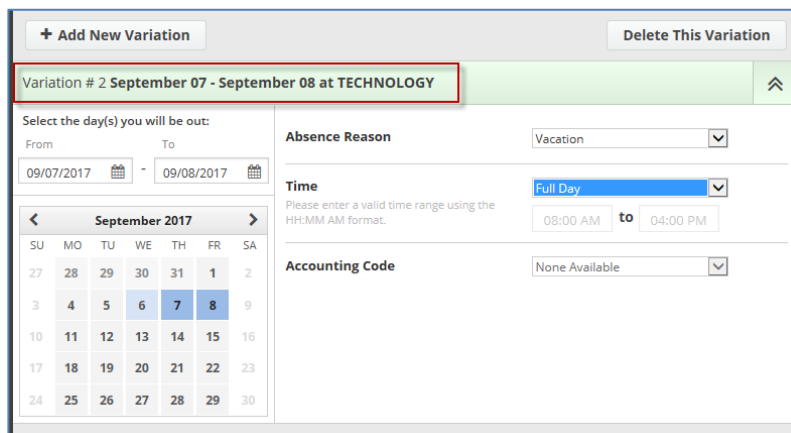 + Add New Variation
Delete This Variation
Variation # 2 September 07 - September 08 at TECHNOLOGY
Select the day(s) you will be out:
From To
09/07/2017 - 09/08/2017
September 2017
SU MO TU WE TH FR SA
27 28 29 30 31 1 2
3 4 5 6 7 8 9
10 11 12 13 14 15 16
17 18 19 20 21 22 23
24 25 26 27 28 29 30
Absence Reason Vacation
Time Full Day
Please enter a valid time range using the
HH:MM AM format.
08:00 AM to 04:00 PM
Accounting Code None Available